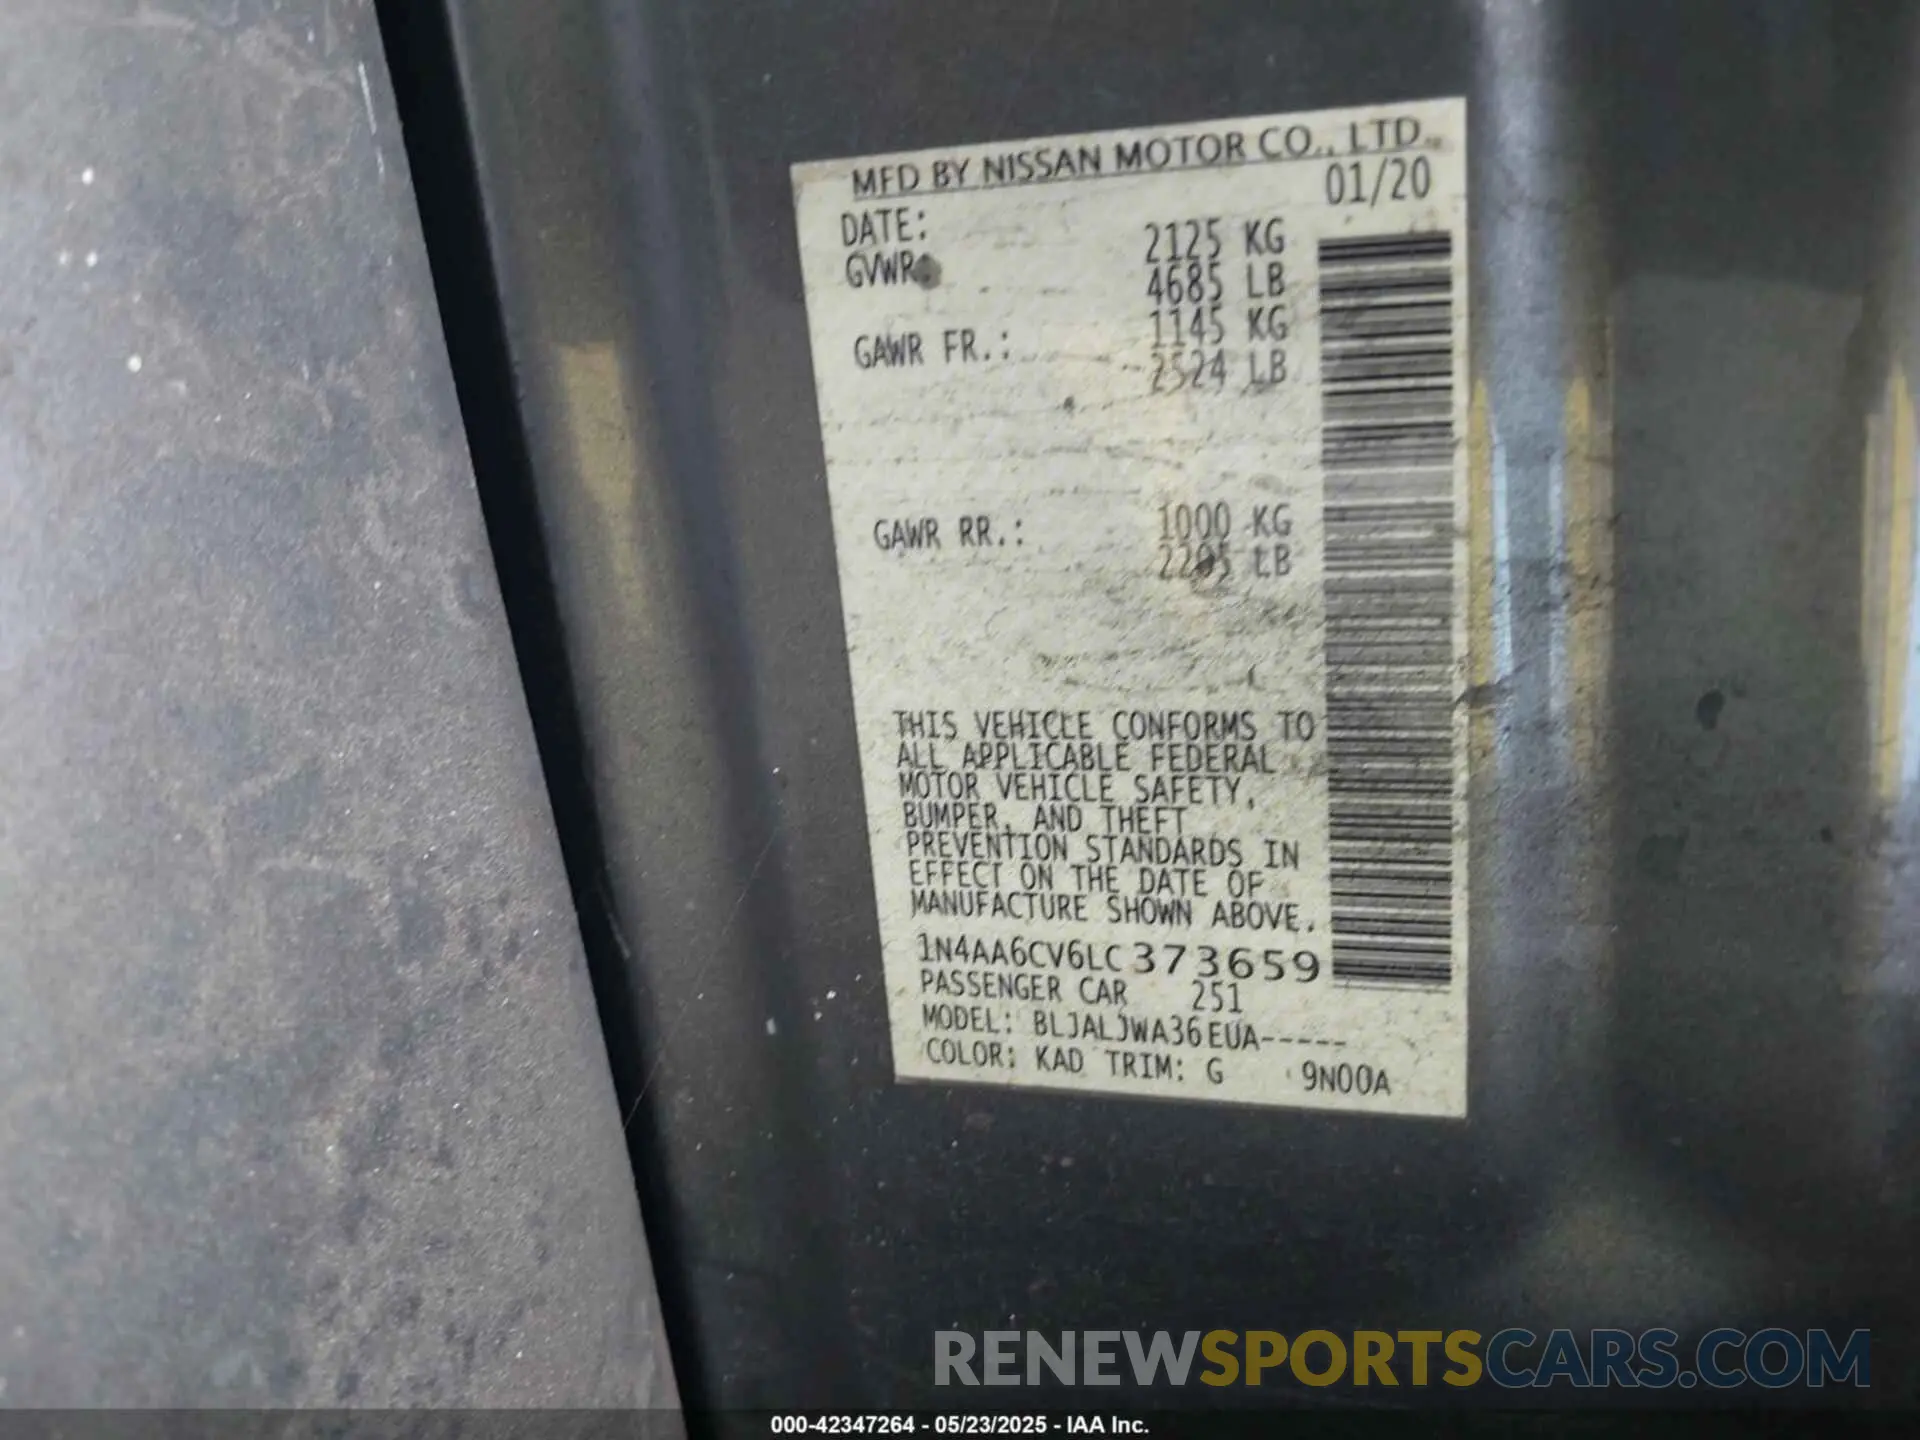 MFD BY NISSAN MOTOR CO., LTD.
DATE: 01/20
GVWR: 2125 KG
4685 LB
GAWR FR.: 1145 KG
2524 LB
GAWR RR.: 1000 KG
2205 LB
THIS VEHICLE CONFORMS TO
ALL APPLICABLE FEDERAL
MOTOR VEHICLE SAFETY,
BUMPER, AND THEFT
PREVENTION STANDARDS IN
EFFECT ON THE DATE OF
MANUFACTURE SHOWN ABOVE.
1N4AA6CV6LC373659
PASSENGER CAR 251
MODEL: BLJALJWA36EUA-----
COLOR: KAD TRIM: G 9N00A
RENEWSPORTSCARS.COM
000-42347264 - 05/23/2025 - IAA Inc.